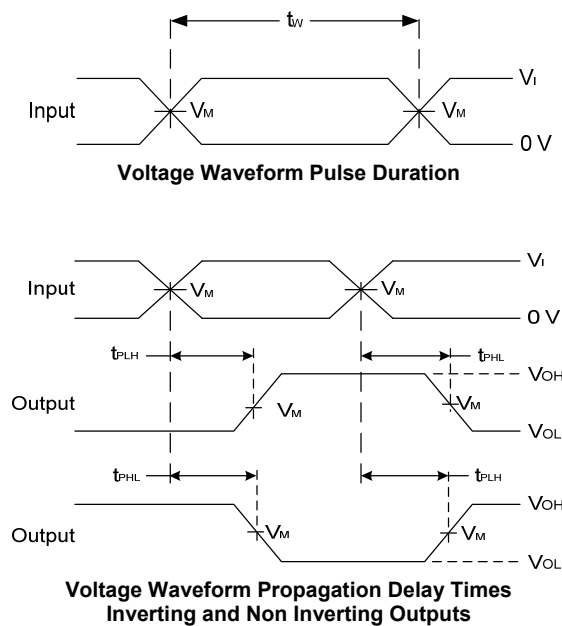 tW
VI
Input
VM
VM
0 V
Voltage Waveform Pulse Duration
VI
Input
VM
VM
0 V
tPLH
tPHL
VOH
Output
VM
VM
VOL
tPHL
tPLH
VOH
Output
VM
VM
VOL
Voltage Waveform Propagation Delay Times
Inverting and Non Inverting Outputs